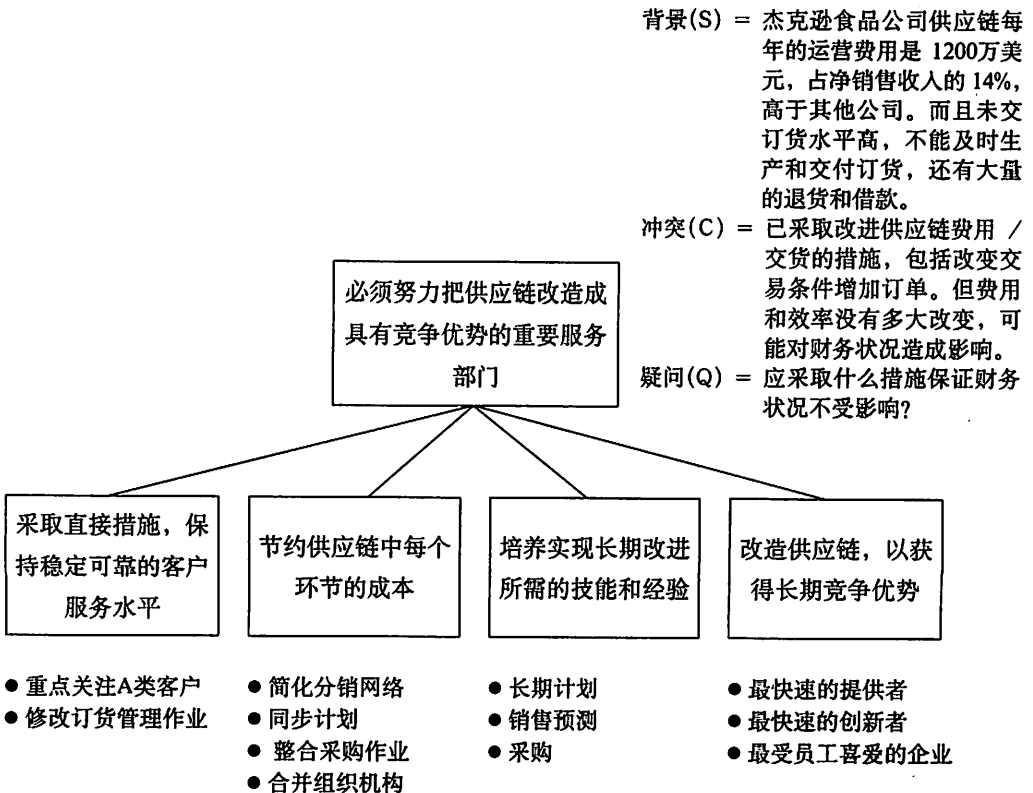 背景(S) = 杰克逊食品公司供应链每
年的运营费用是 1200万美
元，占净销售收入的 14%，
高于其他公司。而且未交
订货水平高，不能及时生
产和交付订货，还有大量
的退货和借款。
冲突(C) = 已采取改进供应链费用 /
交货的措施，包括改变交
易条件增加订单。但费用
和效率没有多大改变，可
能对财务状况造成影响。
疑问(Q) = 应采取什么措施保证财务
状况不受影响？
必须努力把供应链改造成
具有竞争优势的重要服务
部门
采取直接措施，保
持稳定可靠的客户
服务水平
● 重点关注A类客户
● 修改订货管理作业
节约供应链中每个
环节的成本
● 简化分销网络
● 同步计划
● 整合采购作业
● 合并组织机构
培养实现长期改进
所需的技能和经验
● 长期计划
● 销售预测
● 采购
改造供应链，以获
得长期竞争优势
● 最快速的提供者
● 最快速的创新者
● 最受员工喜爱的企业